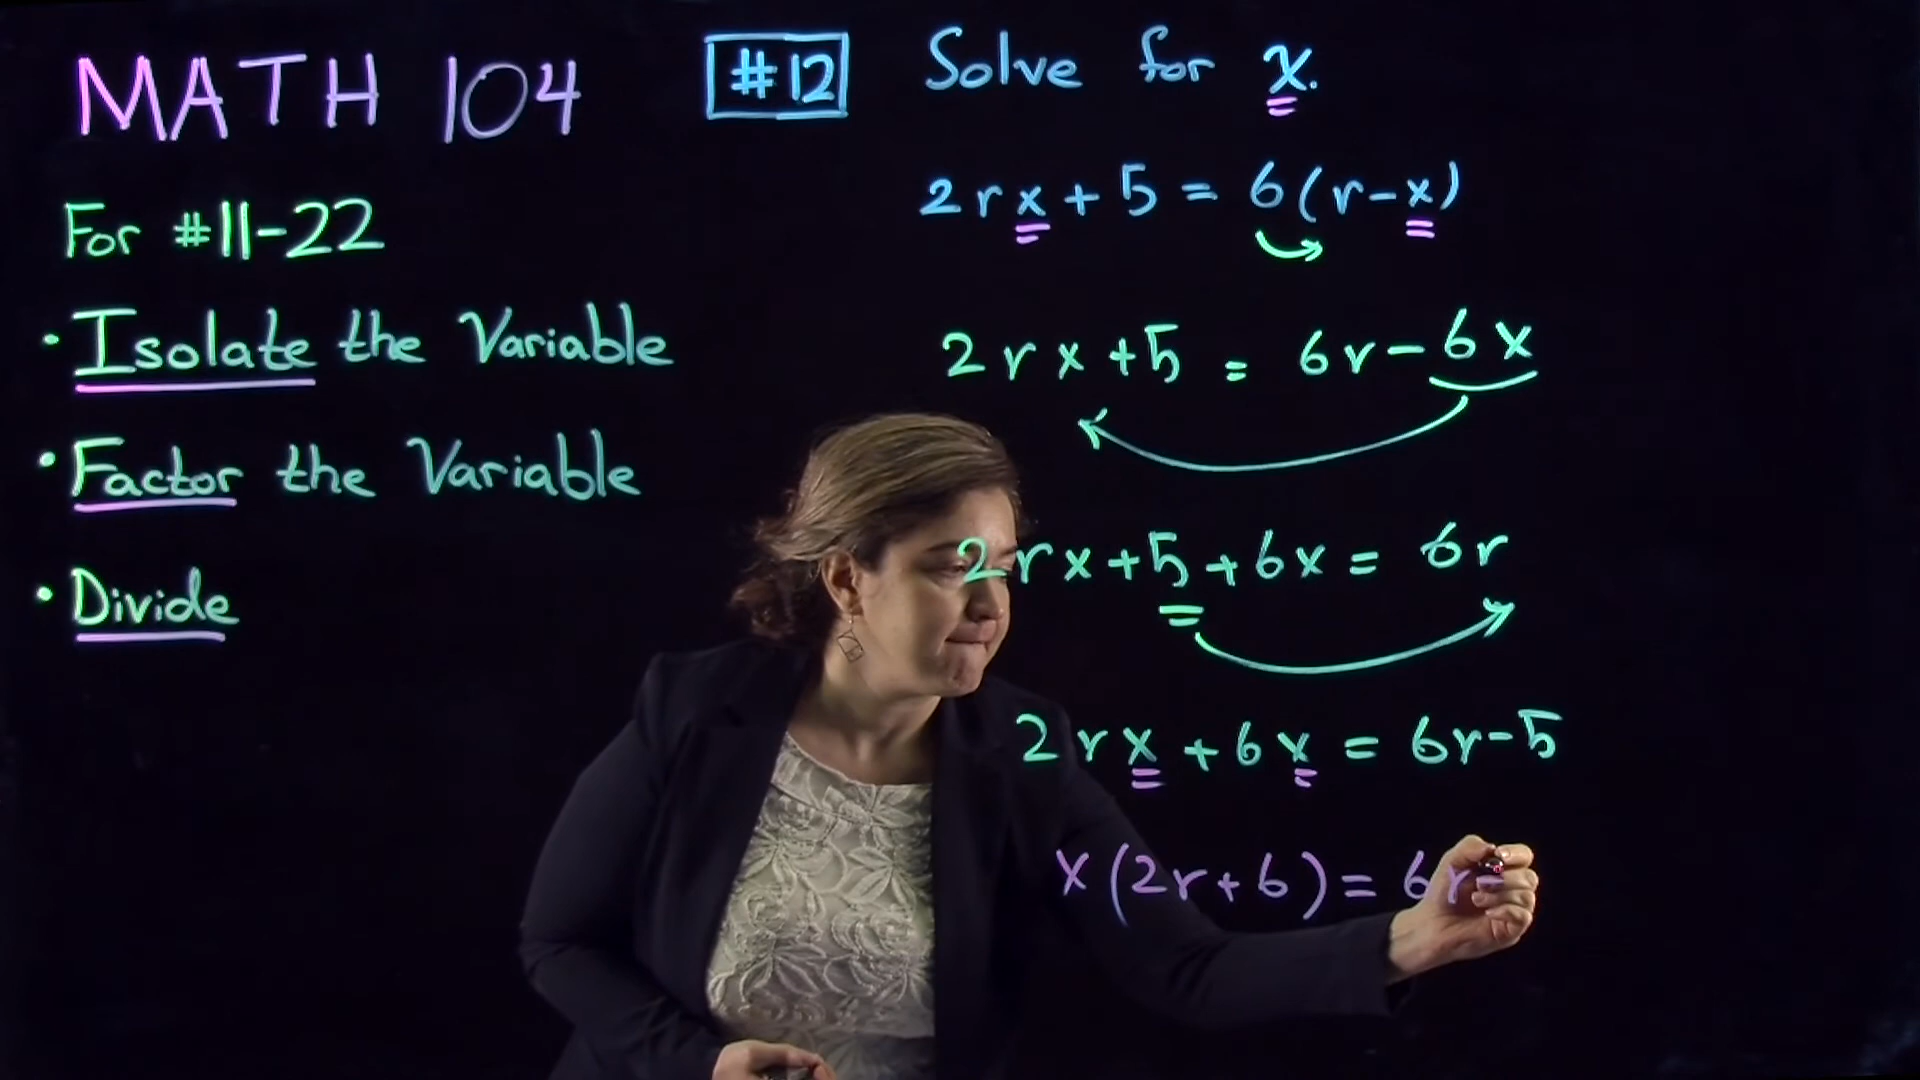 MATH 104
For #11-22
· Isolate the Variable
· Factor the Variable
· Divide
#12 Solve for x.
2rx + 5 = 6(r - x)
2rx + 5 = 6r - 6x
2rx + 5 + 6x = 6r
2rx + 6x = 6r - 5
x(2r + 6) = 6r -